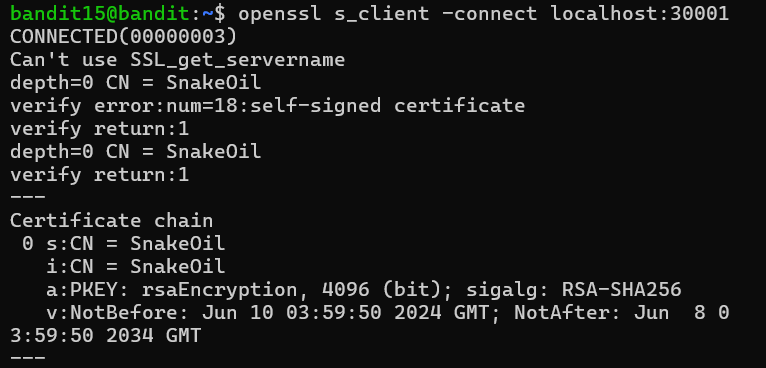 bandit15@bandit:~$ openssl s_client -connect localhost:30001
CONNECTED(00000003)
Can't use SSL_get_servername
depth=0 CN = SnakeOil
verify error:num=18:self-signed certificate
verify return:1
depth=0 CN = SnakeOil
verify return:1
---
Certificate chain
 0 s:CN = SnakeOil
   i:CN = SnakeOil
   a:PKEY: rsaEncryption, 4096 (bit); sigalg: RSA-SHA256
   v:NotBefore: Jun 10 03:59:50 2024 GMT; NotAfter: Jun  8 0
3:59:50 2034 GMT
---